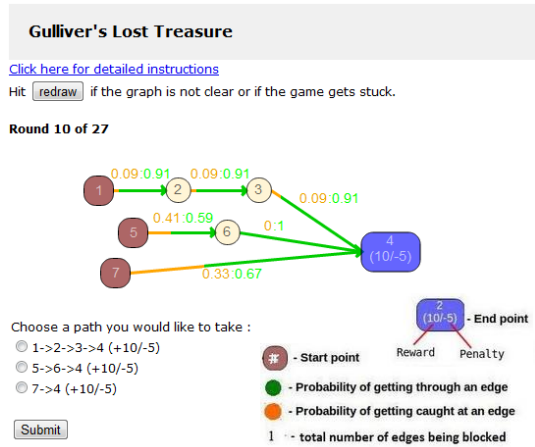 Gulliver's Lost Treasure
Click here for detailed instructions
Hit redraw if the graph is not clear or if the game gets stuck.
Round 10 of 27
0.09:0.91 0.09:0.91
1 2 3
0.09:0.91
0.41:0.59
5 6
0:1
4
(10/-5)
7
0.33:0.67
2
(10/-5) - End point
Reward Penalty
Choose a path you would like to take :
1->2->3->4 (+10/-5)
5->6->4 (+10/-5)
7->4 (+10/-5)
Submit
# - Start point
- Probability of getting through an edge
- Probability of getting caught at an edge
1 - total number of edges being blocked